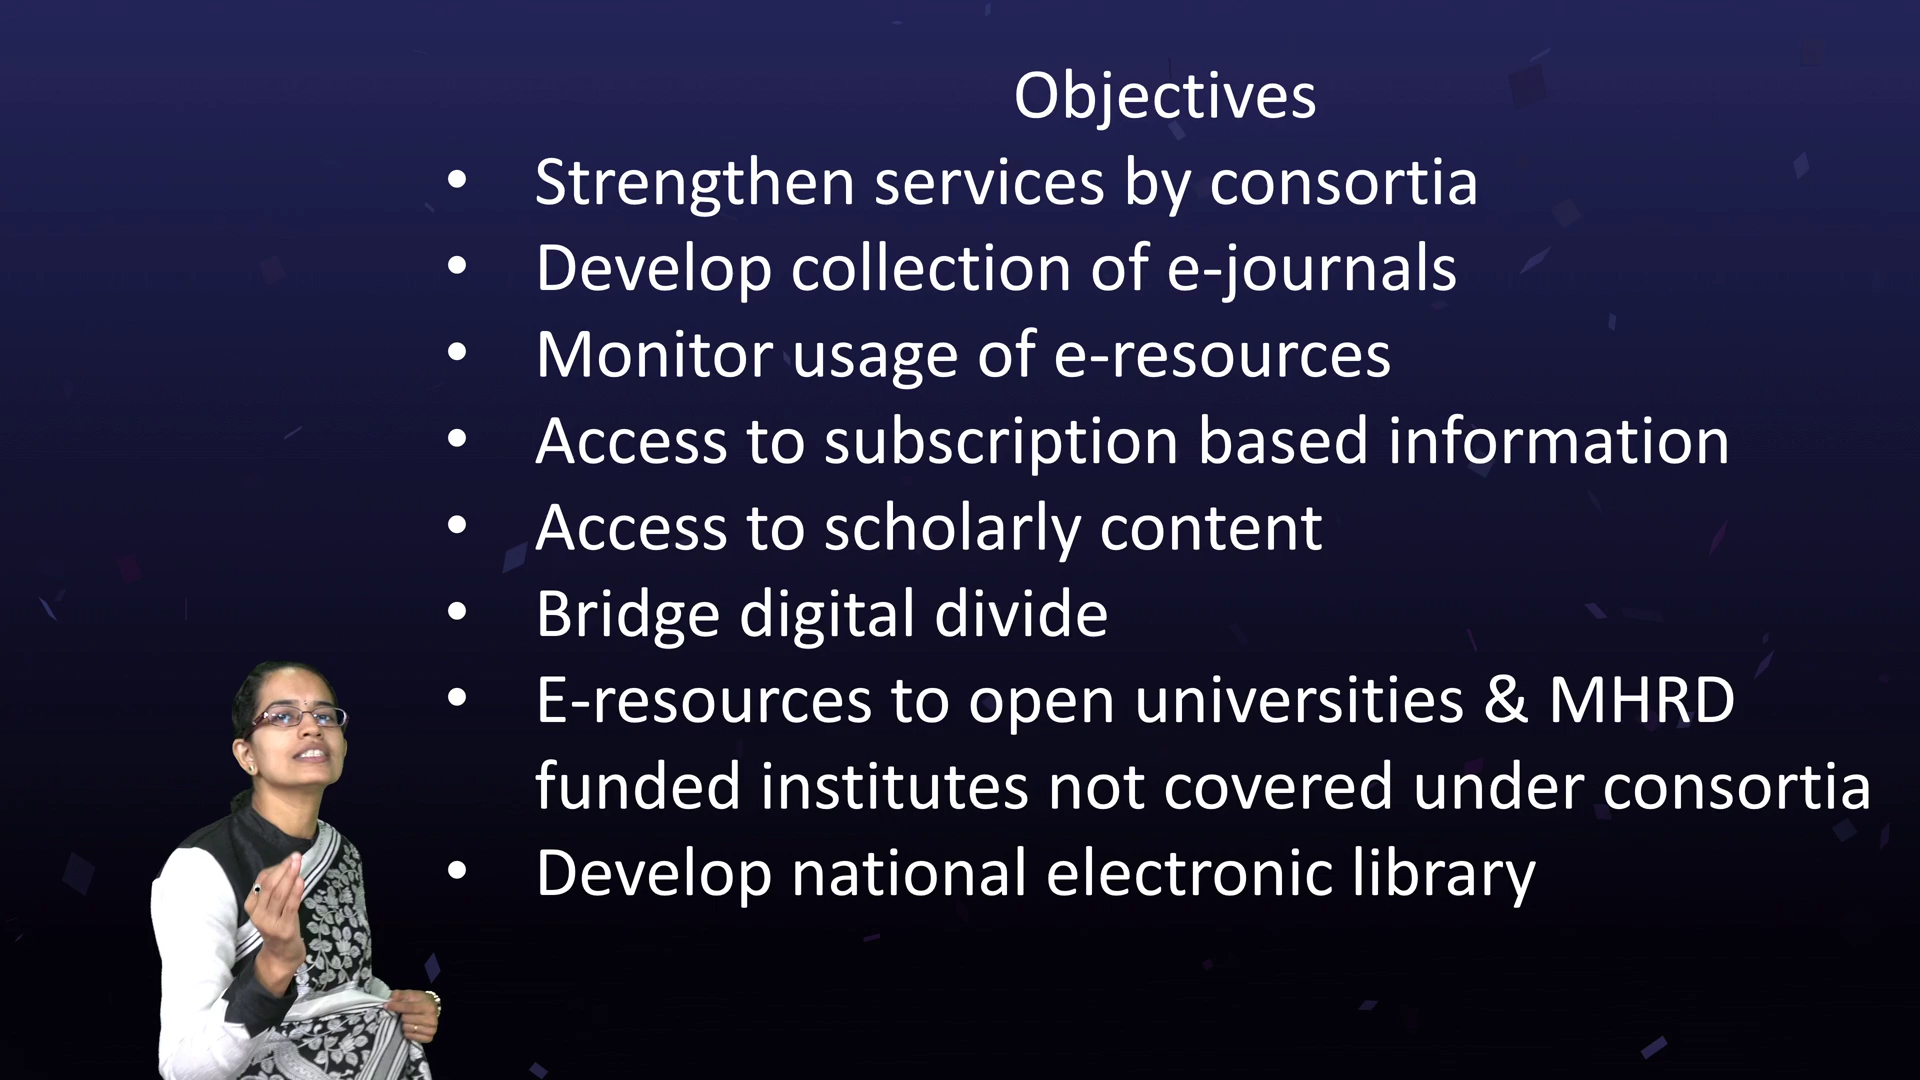 Objectives
• Strengthen services by consortia
• Develop collection of e-journals
• Monitor usage of e-resources
• Access to subscription based information
• Access to scholarly content
• Bridge digital divide
• E-resources to open universities & MHRD
funded institutes not covered under consortia
• Develop national electronic library